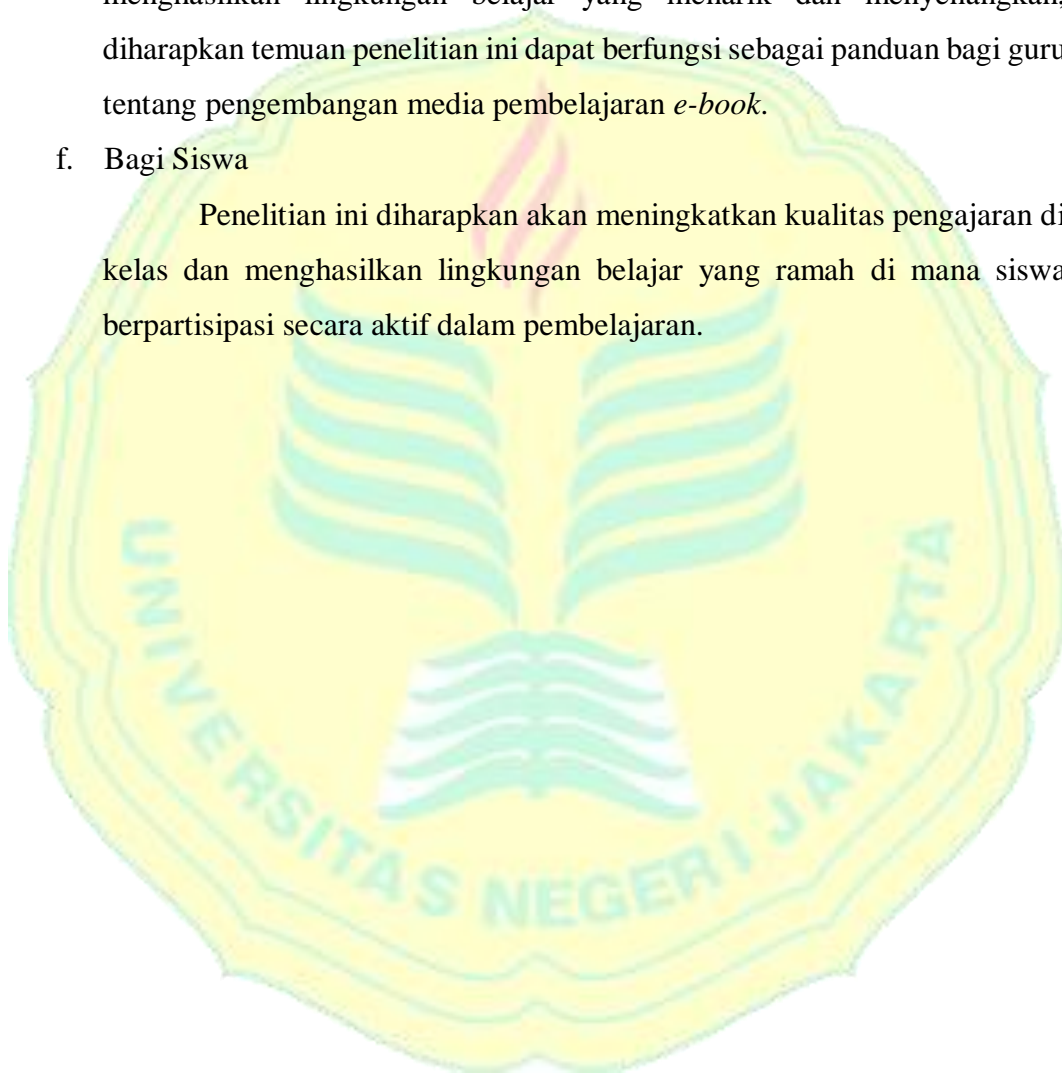 menghasilkan lingkungan belajar yang menarik dan menyenangkan,
diharapkan temuan penelitian ini dapat berfungsi sebagai panduan bagi guru
tentang pengembangan media pembelajaran e-book.
f. Bagi Siswa
Penelitian ini diharapkan akan meningkatkan kualitas pengajaran di
kelas dan menghasilkan lingkungan belajar yang ramah di mana siswa
berpartisipasi secara aktif dalam pembelajaran.
UNIVERSITAS NEGERI JAKARTA